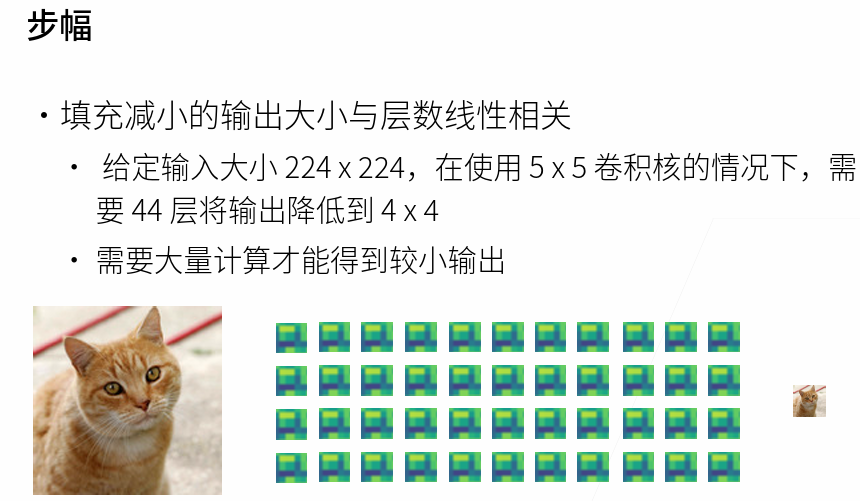 步幅
• 填充减小的输出大小与层数线性相关
• 给定输入大小 224 x 224，在使用 5 x 5 卷积核的情况下，需
要 44 层将输出降低到 4 x 4
• 需要大量计算才能得到较小输出